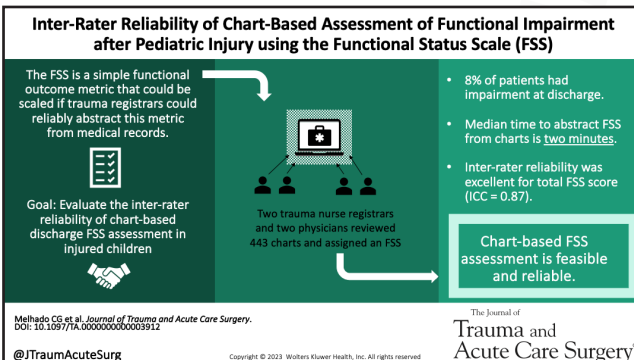 Inter-Rater Reliability of Chart-Based Assessment of Functional Impairment
after Pediatric Injury using the Functional Status Scale (FSS)
The FSS is a simple functional
outcome metric that could be
scaled if trauma registrars could
reliably abstract this metric
from medical records.
Goal: Evaluate the inter-rater
reliability of chart-based
discharge FSS assessment in
injured children
Two trauma nurse registrars
and two physicians reviewed
443 charts and assigned an FSS
• 8% of patients had
impairment at discharge.
• Median time to abstract FSS
from charts is two minutes.
• Inter-rater reliability was
excellent for total FSS score
(ICC = 0.87).
Chart-based FSS
assessment is feasible
and reliable.
Melhado CG et al. Journal of Trauma and Acute Care Surgery.
DOI: 10.1097/TA.0000000000003912
@JTraumAcuteSurg
Copyright © 2023 Wolters Kluwer Health, Inc. All rights reserved
The Journal of
Trauma and
Acute Care Surgery®